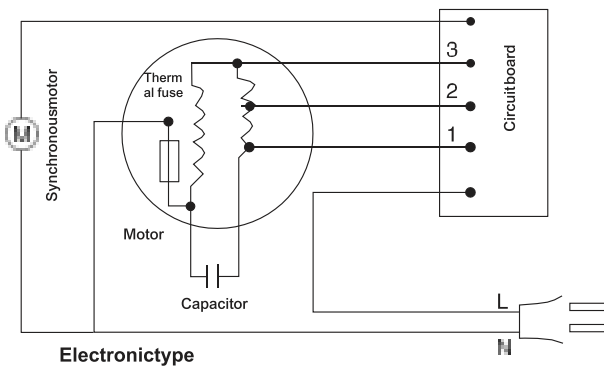 3
Therm
al fuse
2
Circuitboard
1
M
Synchronousmotor
Motor
Capacitor
L
N
Electronictype